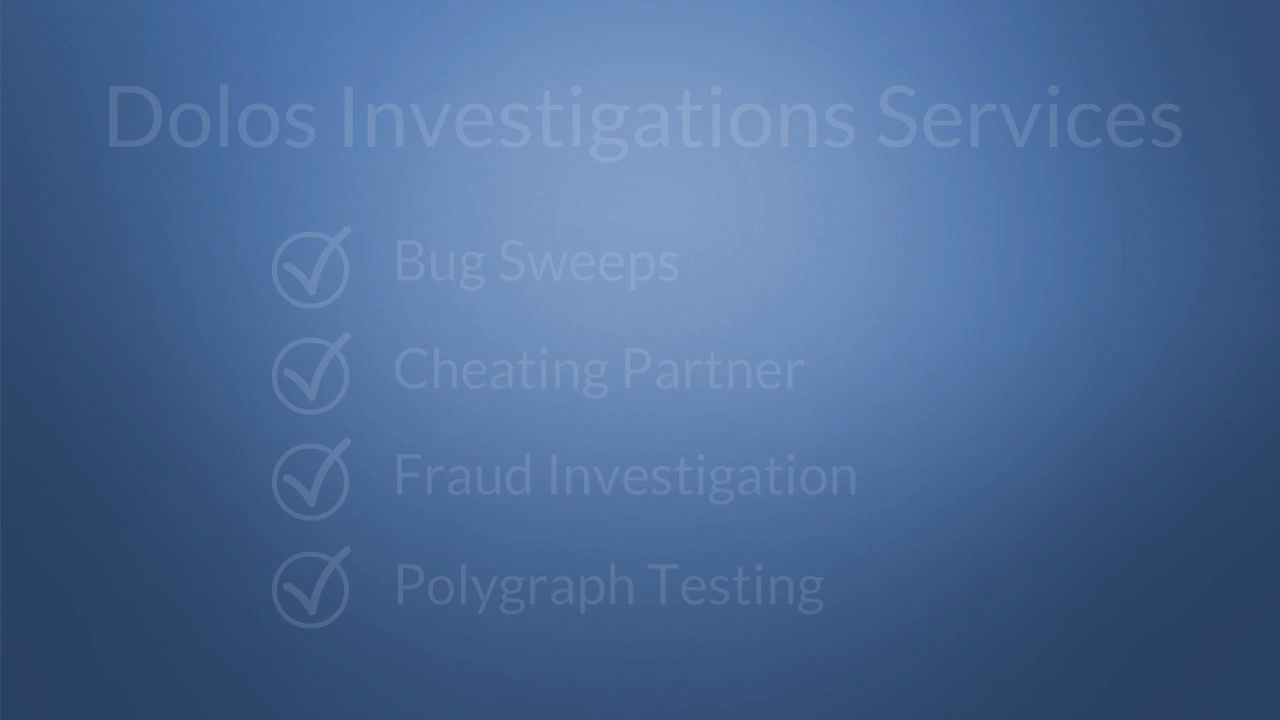 Dolos Investigations Services
Bug Sweeps
Cheating Partner
Fraud Investigation
Polygraph Testing